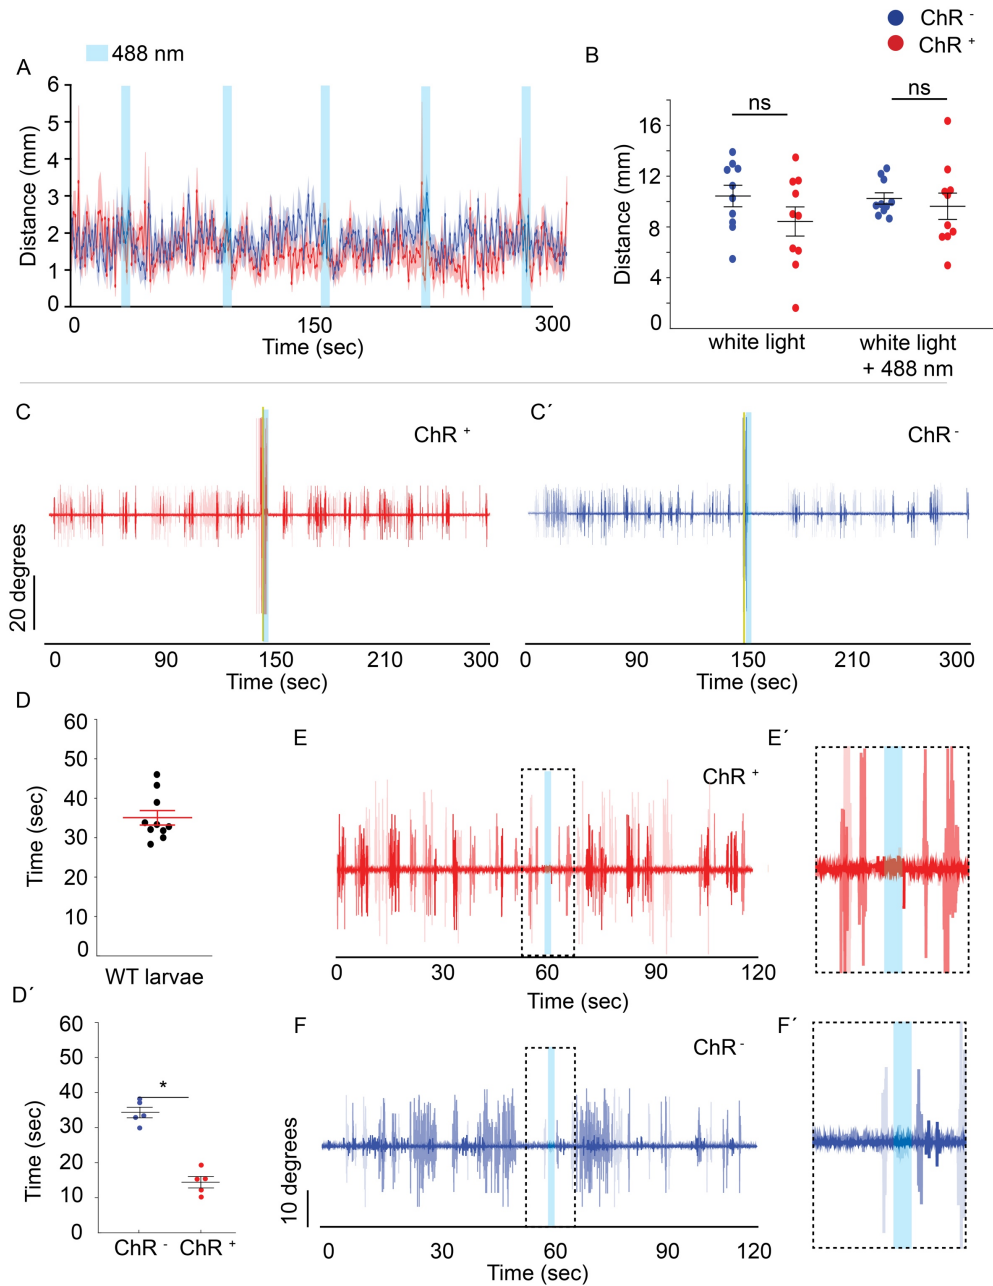 ChR -
ChR +
488 nm
A
6
5
4
3
2
1
0
Distance (mm)
0
150
300
Time (sec)
B
ns
ns
16
12
8
4
0
Distance (mm)
white light
white light
+ 488 nm
C
ChR +
20 degrees
0
90
150
210
300
Time (sec)
C´
ChR -
0
90
150
210
300
Time (sec)
D
60
50
40
30
20
10
0
Time (sec)
WT larvae
D´
60
50
40
30
20
10
0
Time (sec)
*
ChR -
ChR +
E
ChR +
0
30
60
90
120
Time (sec)
E´
F
ChR -
10 degrees
0
30
60
90
120
Time (sec)
F´